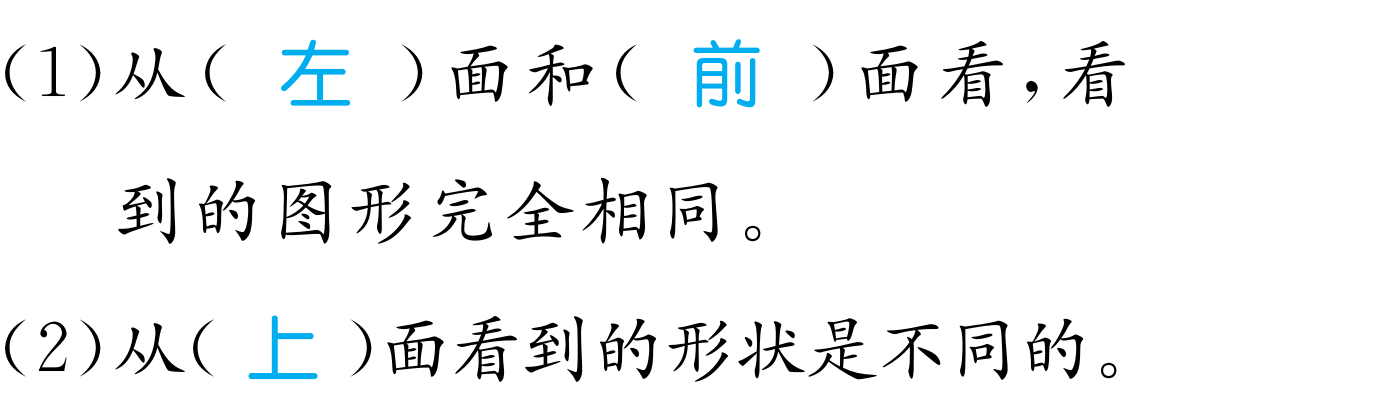 (1)从( 左 )面和( 前 )面看,看
到的图形完全相同。
(2)从( 上 )面看到的形状是不同的。